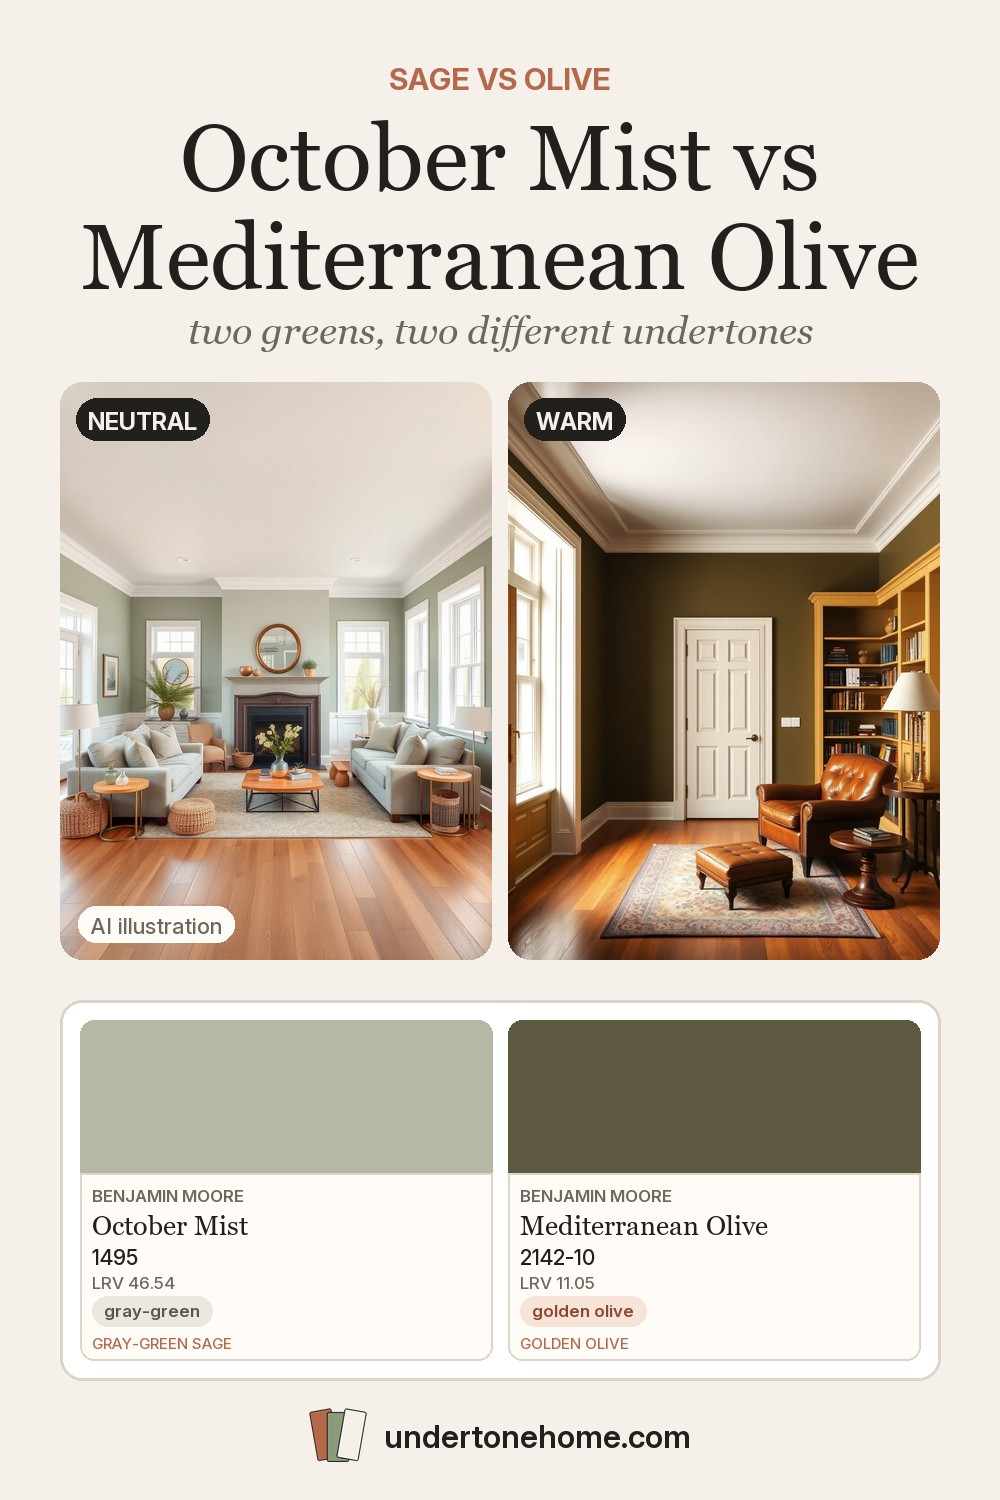 SAGE VS OLIVE
October Mist vs
Mediterranean Olive
two greens, two different undertones
NEUTRAL
WARM
AI illustration
BENJAMIN MOORE
October Mist
1495
LRV 46.54
gray-green
GRAY-GREEN SAGE
BENJAMIN MOORE
Mediterranean Olive
2142-10
LRV 11.05
golden olive
GOLDEN OLIVE
undertonehome.com